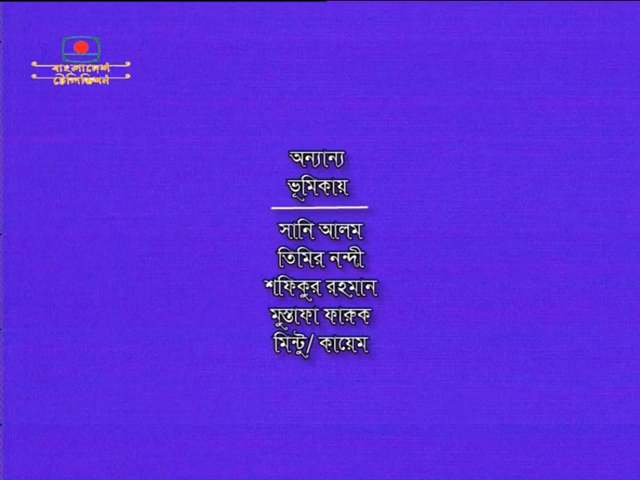 বাংলাদেশ
টেলিভিশন
অন্যান্য
ভূমিকায়
সানি আলম
তিমির নন্দী
শফিকুর রহমান
মুস্তাফা ফারুক
মিন্টু/ কায়েম